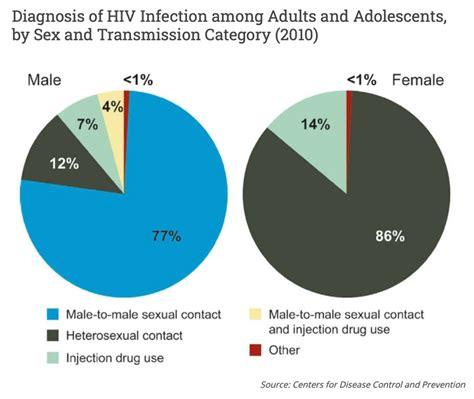 Diagnosis of HIV Infection among Adults and Adolescents,
by Sex and Transmission Category (2010)
Male
<1%
<1%
Female
4%
7%
14%
12%
77%
86%
Male-to-male sexual contact
Heterosexual contact
Injection drug use
Male-to-male sexual contact
and injection drug use
Other
Source: Centers for Disease Control and Prevention